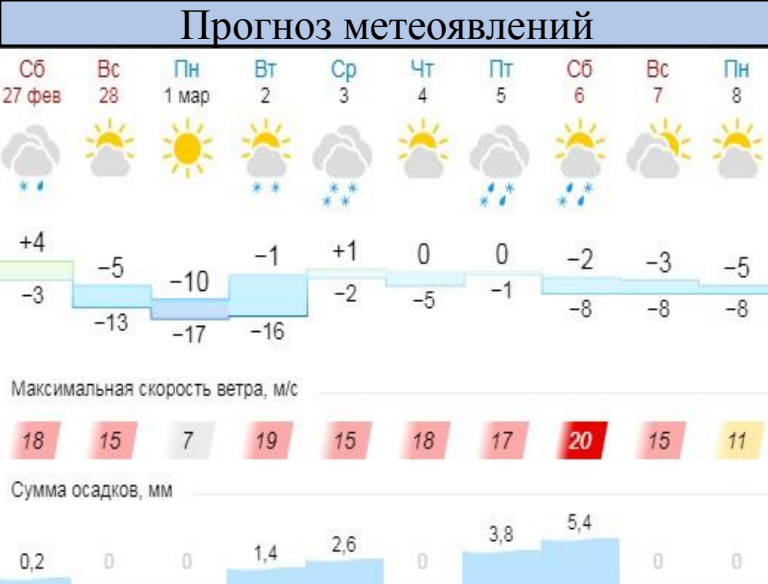 Прогноз метеоявлений
Сб Вс Пн Вт Ср Чт Пт Сб Вс Пн
27 фев 28 1 мар 2 3 4 5 6 7 8
+4 −5 −10 −1 +1 0 0 −2 −3 −5
−3 −13 −17 −16 −2 −5 −1 −8 −8 −8
Максимальная скорость ветра, м/с
18 15 7 19 15 18 17 20 15 11
Сумма осадков, мм
0,2 0 0 1,4 2,6 0 3,8 5,4 0 0